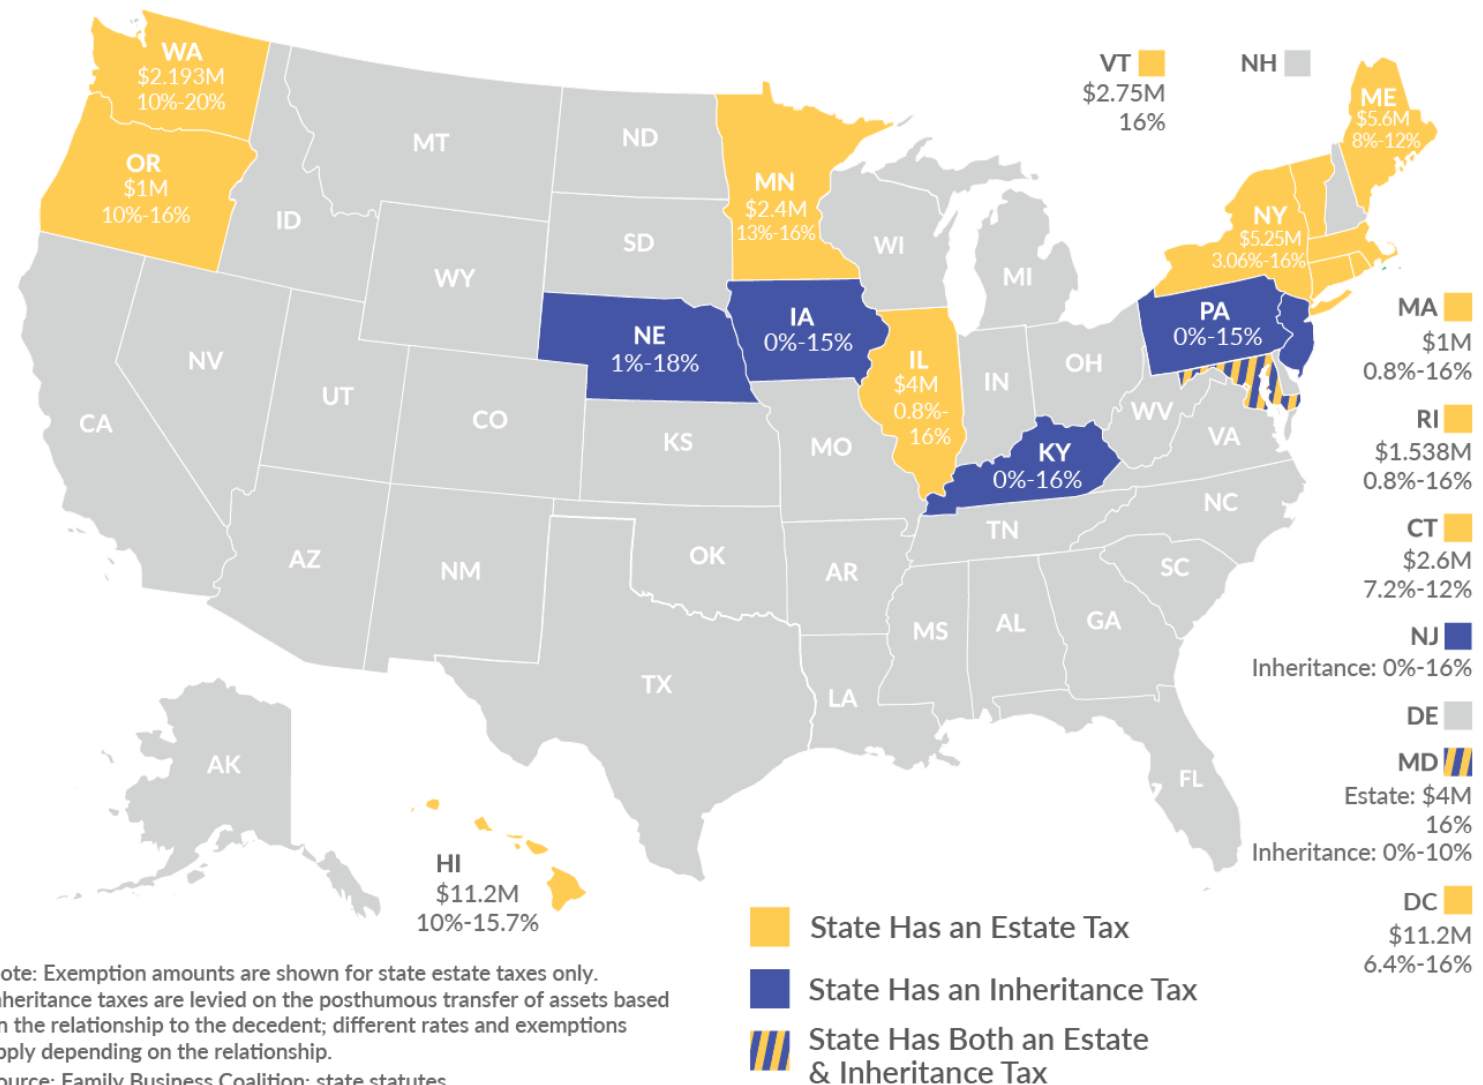 WA
$2.193M
10%-20%
OR
$1M
10%-16%
MT
ID
ND
SD
WY
MN
$2.4M
13%-16%
WI
MI
VT
$2.75M
16%
NH
ME
$5.6M
8%-12%
NY
$5.25M
3.06%-16%
NV
UT
CA
CO
NE
1%-18%
IA
0%-15%
IL
$4M
0.8%-
16%
IN
OH
PA
0%-15%
WV
VA
KY
0%-16%
KS
MO
AZ
NM
OK
AR
TN
NC
SC
MS
AL
GA
TX
LA
FL
AK
HI
$11.2M
10%-15.7%
MA
$1M
0.8%-16%
RI
$1.538M
0.8%-16%
CT
$2.6M
7.2%-12%
NJ
Inheritance: 0%-16%
DE
MD
Estate: $4M
16%
Inheritance: 0%-10%
DC
$11.2M
6.4%-16%
State Has an Estate Tax
State Has an Inheritance Tax
State Has Both an Estate
& Inheritance Tax
ote: Exemption amounts are shown for state estate taxes only.
nheritance taxes are levied on the posthumous transfer of assets based
n the relationship to the decedent; different rates and exemptions
pply depending on the relationship.
ource: Family Business Coalition; state statutes